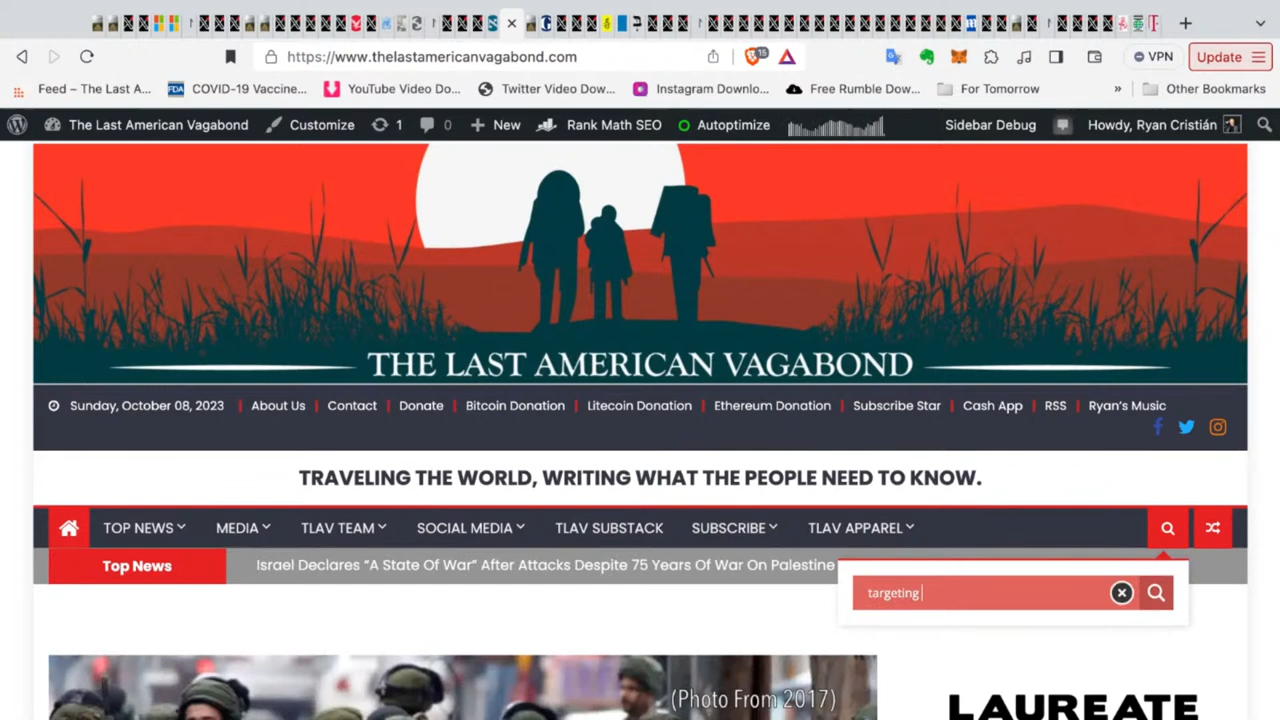 https://www.thelastamericanvagabond.com
15
VPN
Update
Feed – The Last A...
FDA
COVID-19 Vaccine...
YouTube Video Do...
Twitter Video Dow...
Instagram Downlo...
Free Rumble Dow...
For Tomorrow
»
Other Bookmarks
The Last American Vagabond
Customize
1
0
New
Rank Math SEO
Autoptimize
Sidebar Debug
Howdy, Ryan Cristián
THE LAST AMERICAN VAGABOND
Sunday, October 08, 2023 | About Us | Contact | Donate | Bitcoin Donation | Litecoin Donation | Ethereum Donation | Subscribe Star | Cash App | RSS | Ryan's Music
TRAVELING THE WORLD, WRITING WHAT THE PEOPLE NEED TO KNOW.
TOP NEWS MEDIA TLAV TEAM SOCIAL MEDIA TLAV SUBSTACK SUBSCRIBE TLAV APPAREL
Top News
Israel Declares “A State Of War” After Attacks Despite 75 Years Of War On Palestine
targeting
(Photo From 2017)
LAUREATE